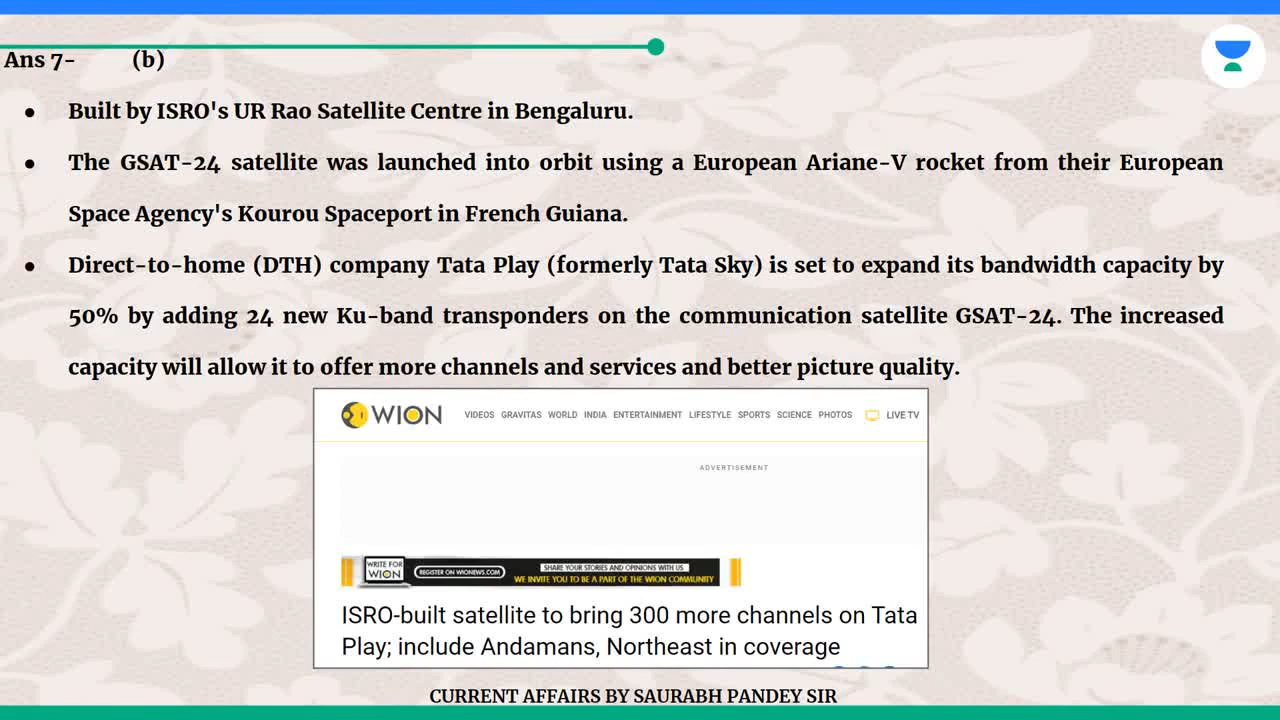 Ans 7- (b)
● Built by ISRO's UR Rao Satellite Centre in Bengaluru.
● The GSAT-24 satellite was launched into orbit using a European Ariane-V rocket from their European
Space Agency's Kourou Spaceport in French Guiana.
● Direct-to-home (DTH) company Tata Play (formerly Tata Sky) is set to expand its bandwidth capacity by
50% by adding 24 new Ku-band transponders on the communication satellite GSAT-24. The increased
capacity will allow it to offer more channels and services and better picture quality.
WION VIDEOS GRAVITAS WORLD INDIA ENTERTAINMENT LIFESTYLE SPORTS SCIENCE PHOTOS LIVE TV
ADVERTISEMENT
WRITE FOR
WION
REGISTER ON WIONEWS.COM
SHARE YOUR STORIES AND OPINIONS WITH US
WE INVITE YOU TO BE A PART OF THE WION COMMUNITY
ISRO-built satellite to bring 300 more channels on Tata
Play; include Andamans, Northeast in coverage
CURRENT AFFAIRS BY SAURABH PANDEY SIR